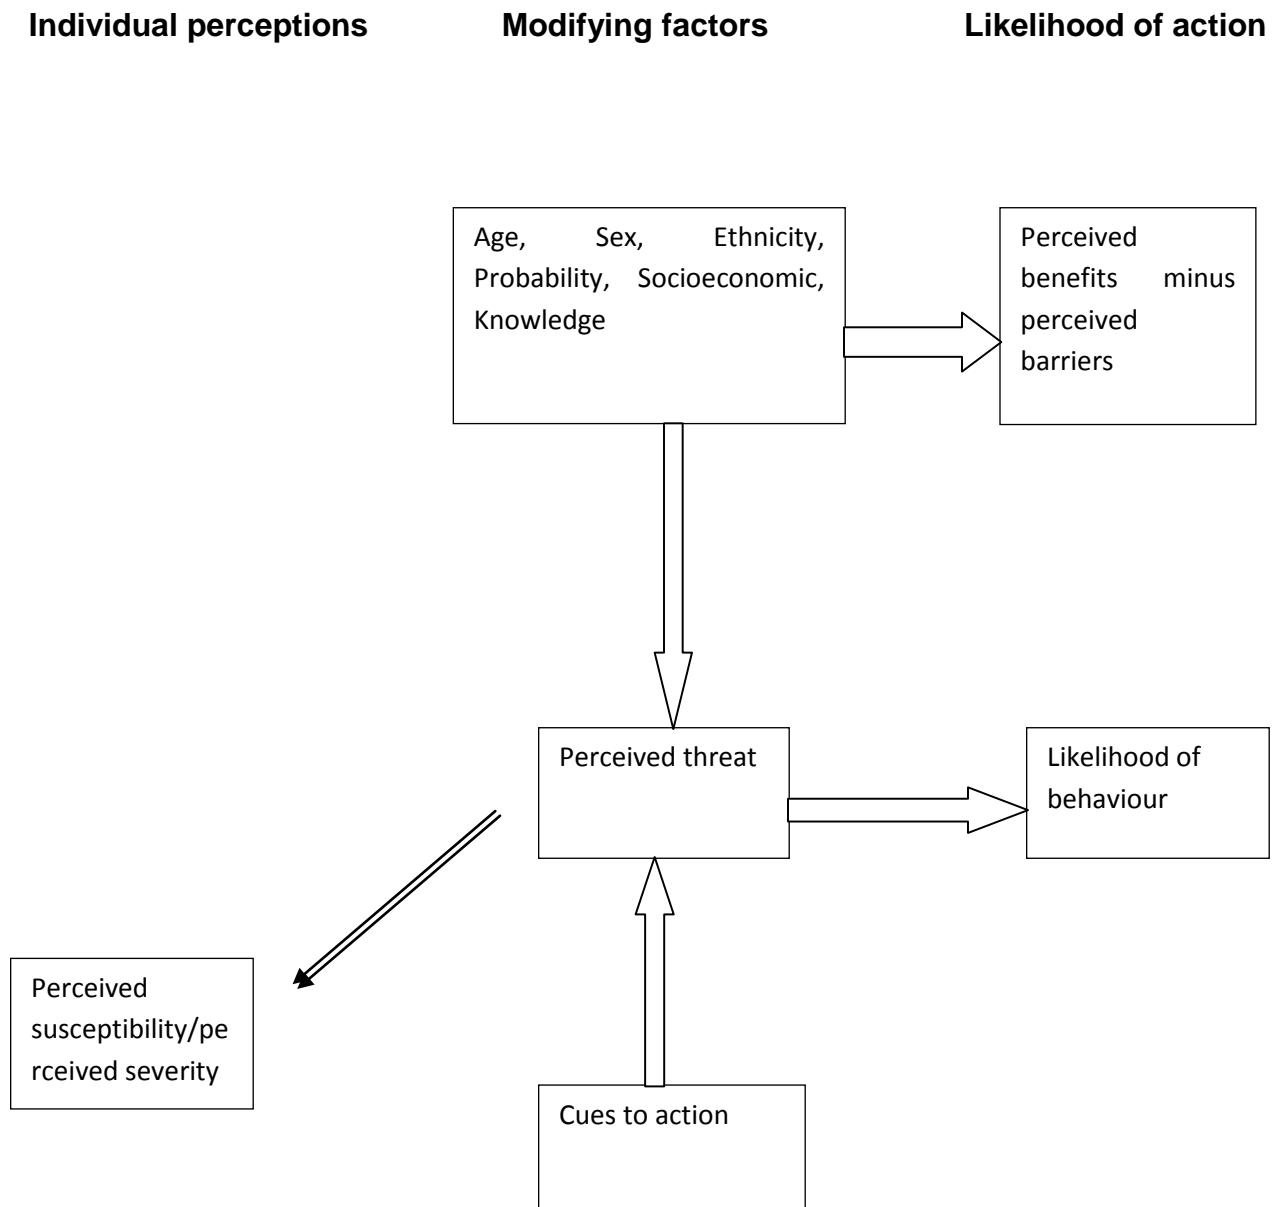 Individual perceptions
Modifying factors
Likelihood of action
Age, Sex, Ethnicity,
Probability, Socioeconomic,
Knowledge
Perceived
benefits minus
perceived
barriers
Perceived threat
Likelihood of
behaviour
Perceived
susceptibility/pe
rceived severity
Cues to action